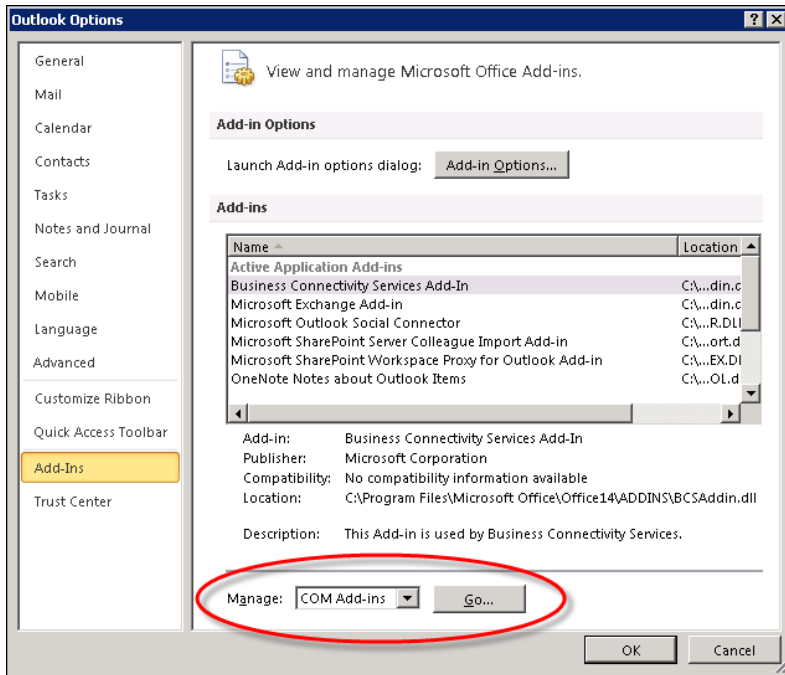 Outlook Options
General
Mail
Calendar
Contacts
Tasks
Notes and Journal
Search
Mobile
Language
Advanced
Customize Ribbon
Quick Access Toolbar
Add-Ins
Trust Center
View and manage Microsoft Office Add-ins.
Add-in Options
Launch Add-in options dialog: Add-in Options...
Add-ins
Name Location
Active Application Add-ins
Business Connectivity Services Add-In C:\...din.c
Microsoft Exchange Add-in C:\...din.c
Microsoft Outlook Social Connector C:\...R.DLI
Microsoft SharePoint Server Colleague Import Add-in C:\...ort.d
Microsoft SharePoint Workspace Proxy for Outlook Add-in C:\...EX.DI
OneNote Notes about Outlook Items C:\...OL.d
Add-in: Business Connectivity Services Add-In
Publisher: Microsoft Corporation
Compatibility: No compatibility information available
Location: C:\Program Files\Microsoft Office\Office14\ADDINS\BCSAddin.dll
Description: This Add-in is used by Business Connectivity Services.
Manage: COM Add-ins Go...
OK Cancel